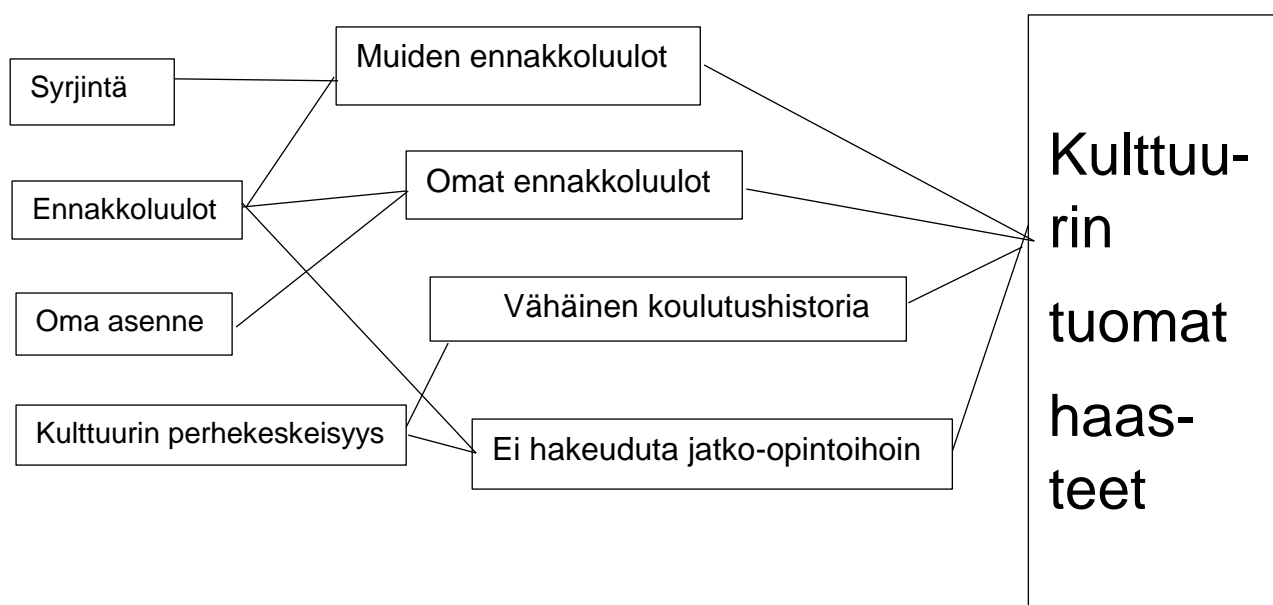 Syrjintä
Ennakkoluulot
Oma asenne
Kulttuurin perhekeskeisyys
Muiden ennakkoluulot
Omat ennakkoluulot
Vähäinen koulutushistoria
Ei hakeuduta jatko-opintoihoin
Kulttuu-
rin
tuomat
haas-
teet